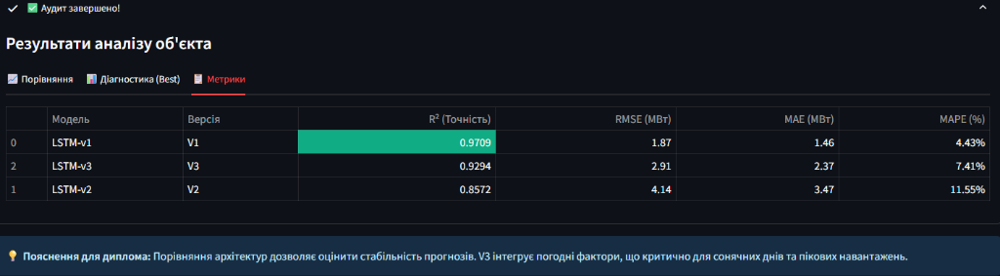 ✅ Аудит завершено!
Результати аналізу об'єкта
📈 Порівняння 📊 Діагностика (Best) 📋 Метрики
Модель Версія R² (Точність) RMSE (МВт) MAE (МВт) MAPE (%)
0 LSTM-v1 V1 0.9709 1.87 1.46 4.43%
2 LSTM-v3 V3 0.9294 2.91 2.37 7.41%
1 LSTM-v2 V2 0.8572 4.14 3.47 11.55%
💡 Пояснення для диплома: Порівняння архітектур дозволяє оцінити стабільність прогнозів. V3 інтегрує погодні фактори, що критично для сонячних днів та пікових навантажень.